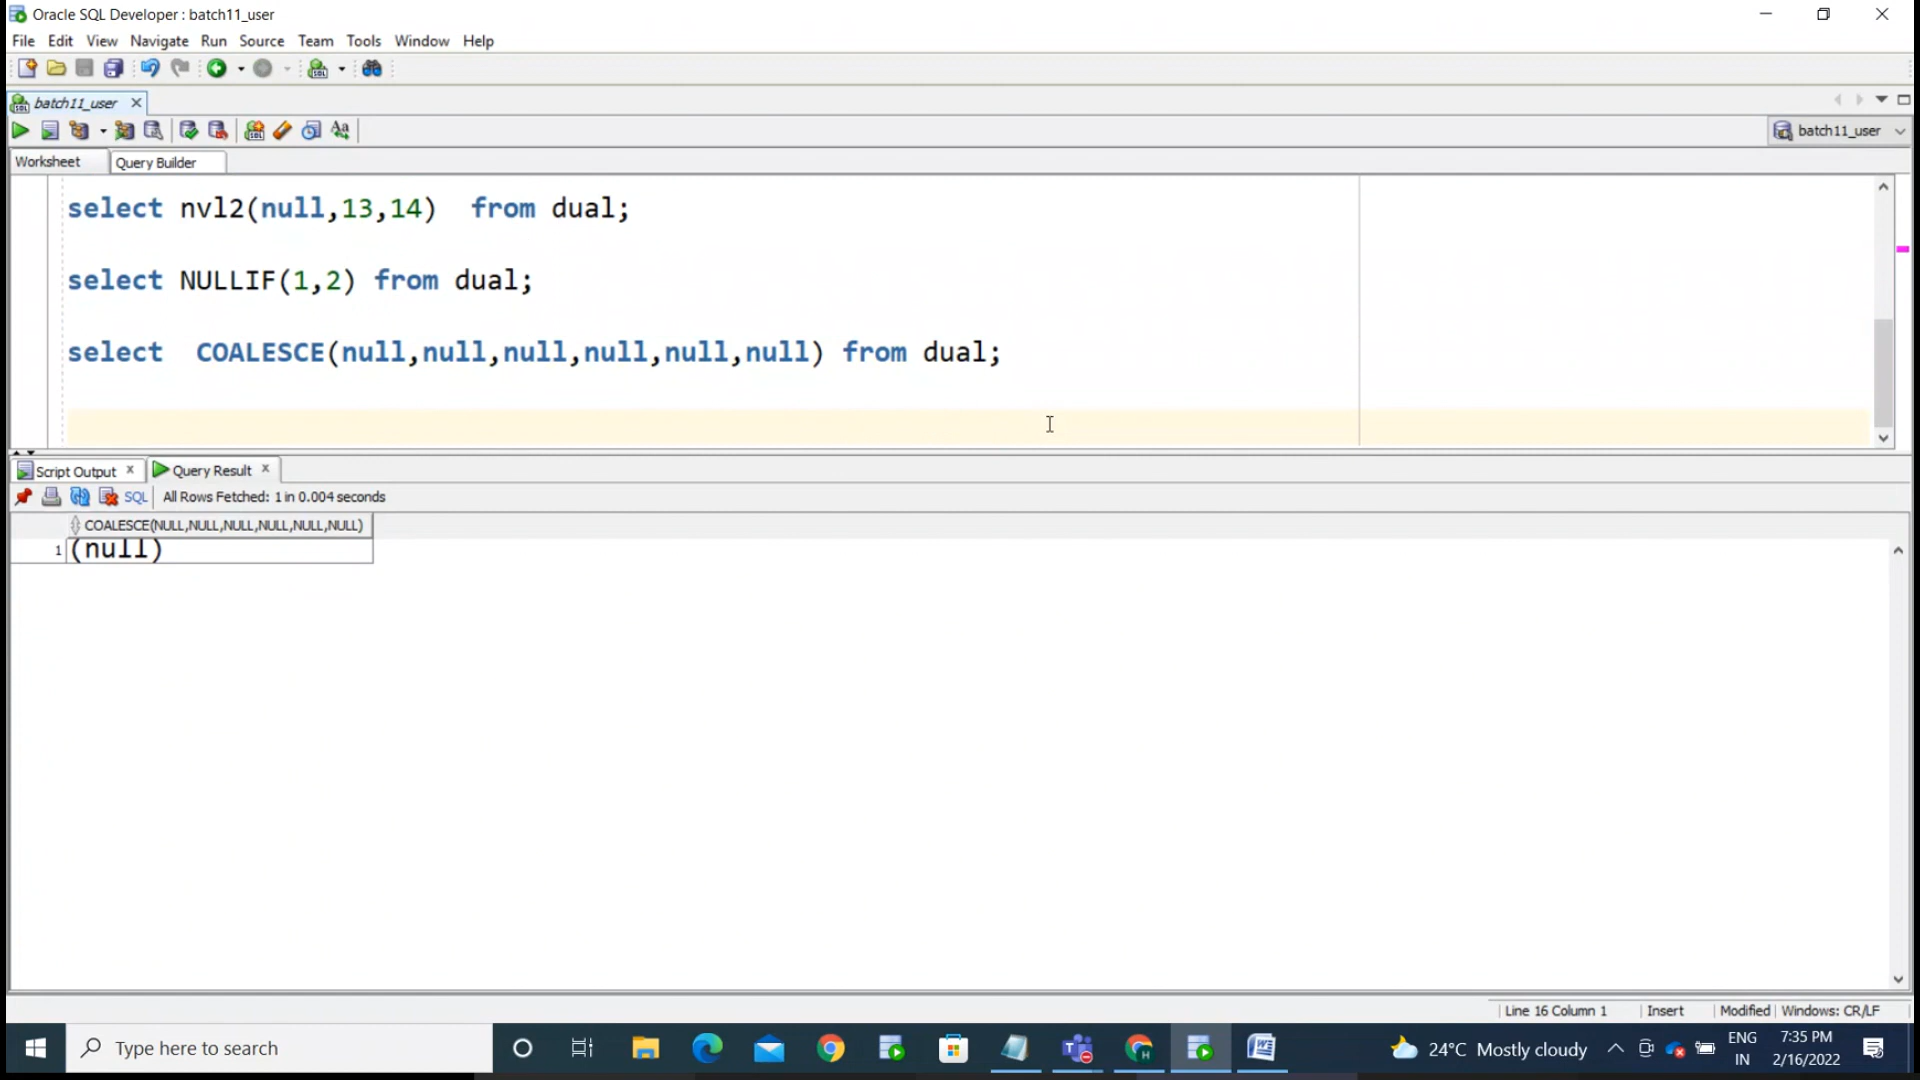 Oracle SQL Developer : batch11_user
File Edit View Navigate Run Source Team Tools Window Help
batch11_user
batch11_user
Worksheet Query Builder
select nvl2(null,13,14)  from dual;
select NULLIF(1,2) from dual;
select  COALESCE(null,null,null,null,null,null) from dual;
Script Output Query Result
SQL All Rows Fetched: 1 in 0.004 seconds
COALESCE(NULL,NULL,NULL,NULL,NULL,NULL)
1 (null)
Line 16 Column 1 Insert Modified Windows: CR/LF
Type here to search
24°C Mostly cloudy
ENG
IN
7:35 PM
2/16/2022